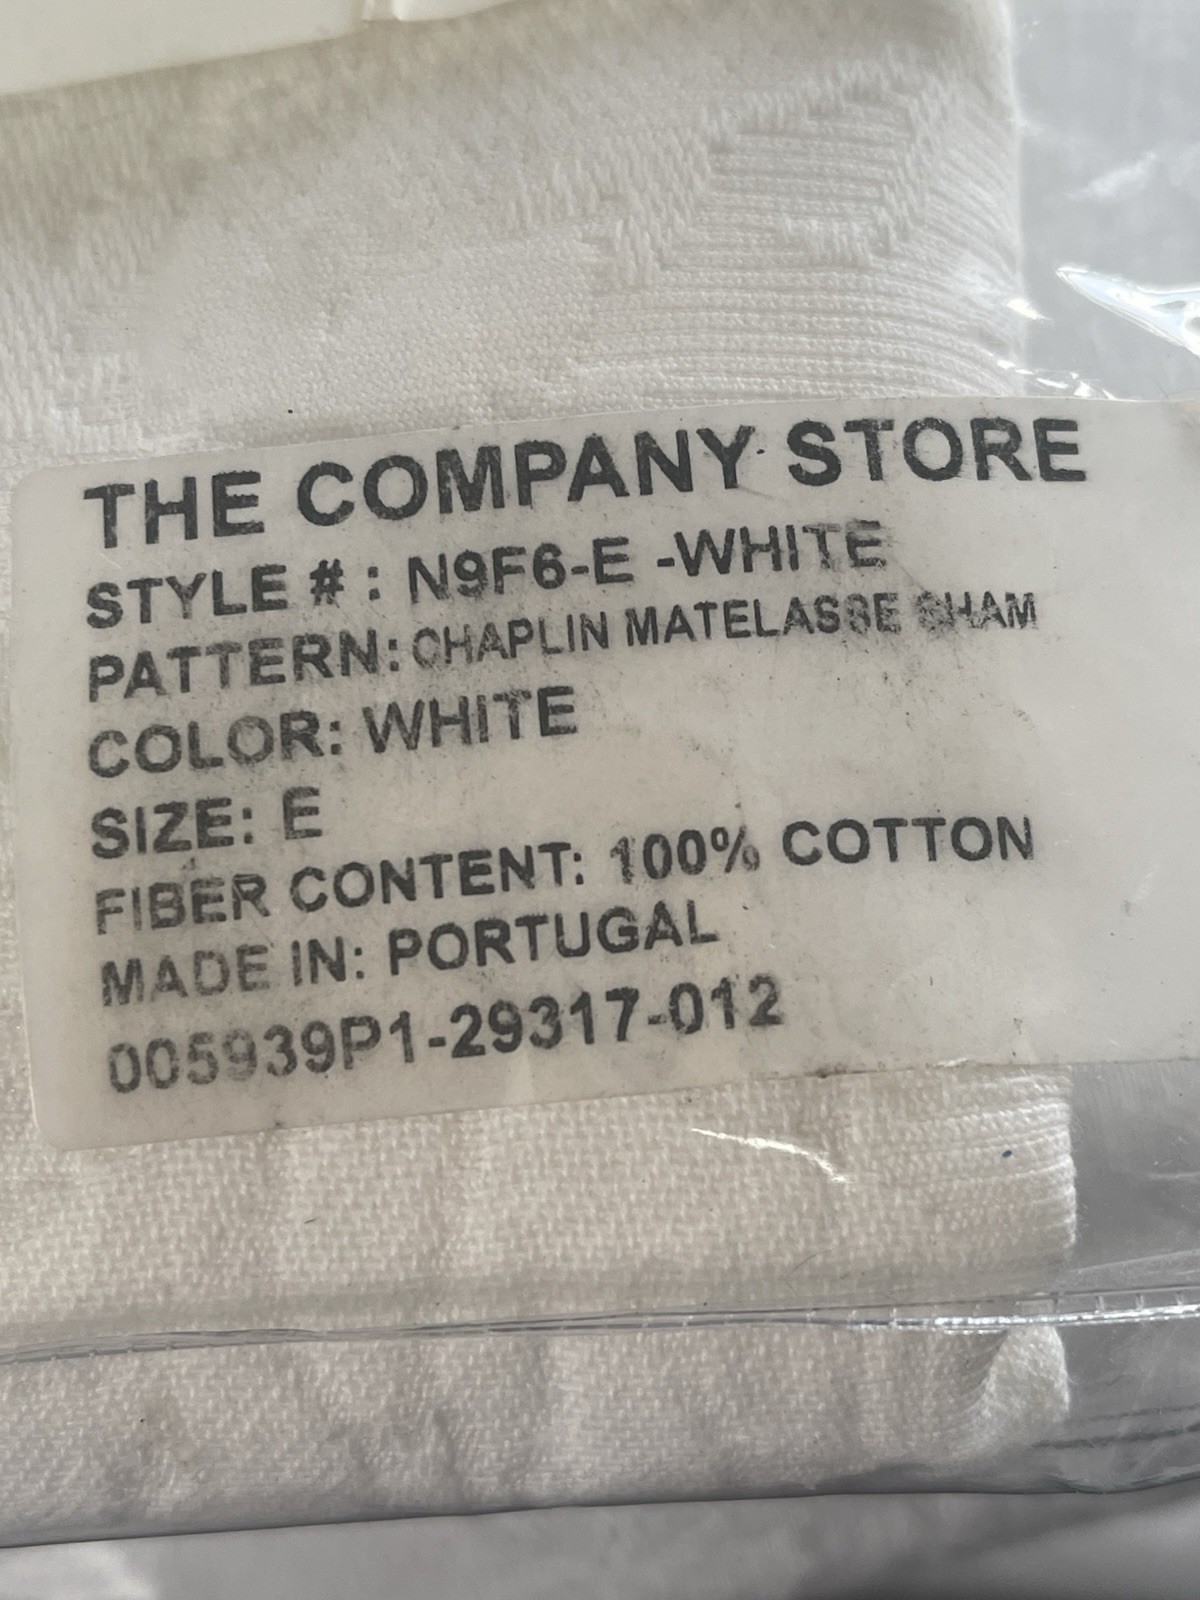 THE COMPANY STORE
STYLE # : N9F6-E -WHITE
PATTERN: CHAPLIN MATELASSE SHAM
COLOR: WHITE
SIZE: E
FIBER CONTENT: 100% COTTON
MADE IN: PORTUGAL
005939P1-29317-012